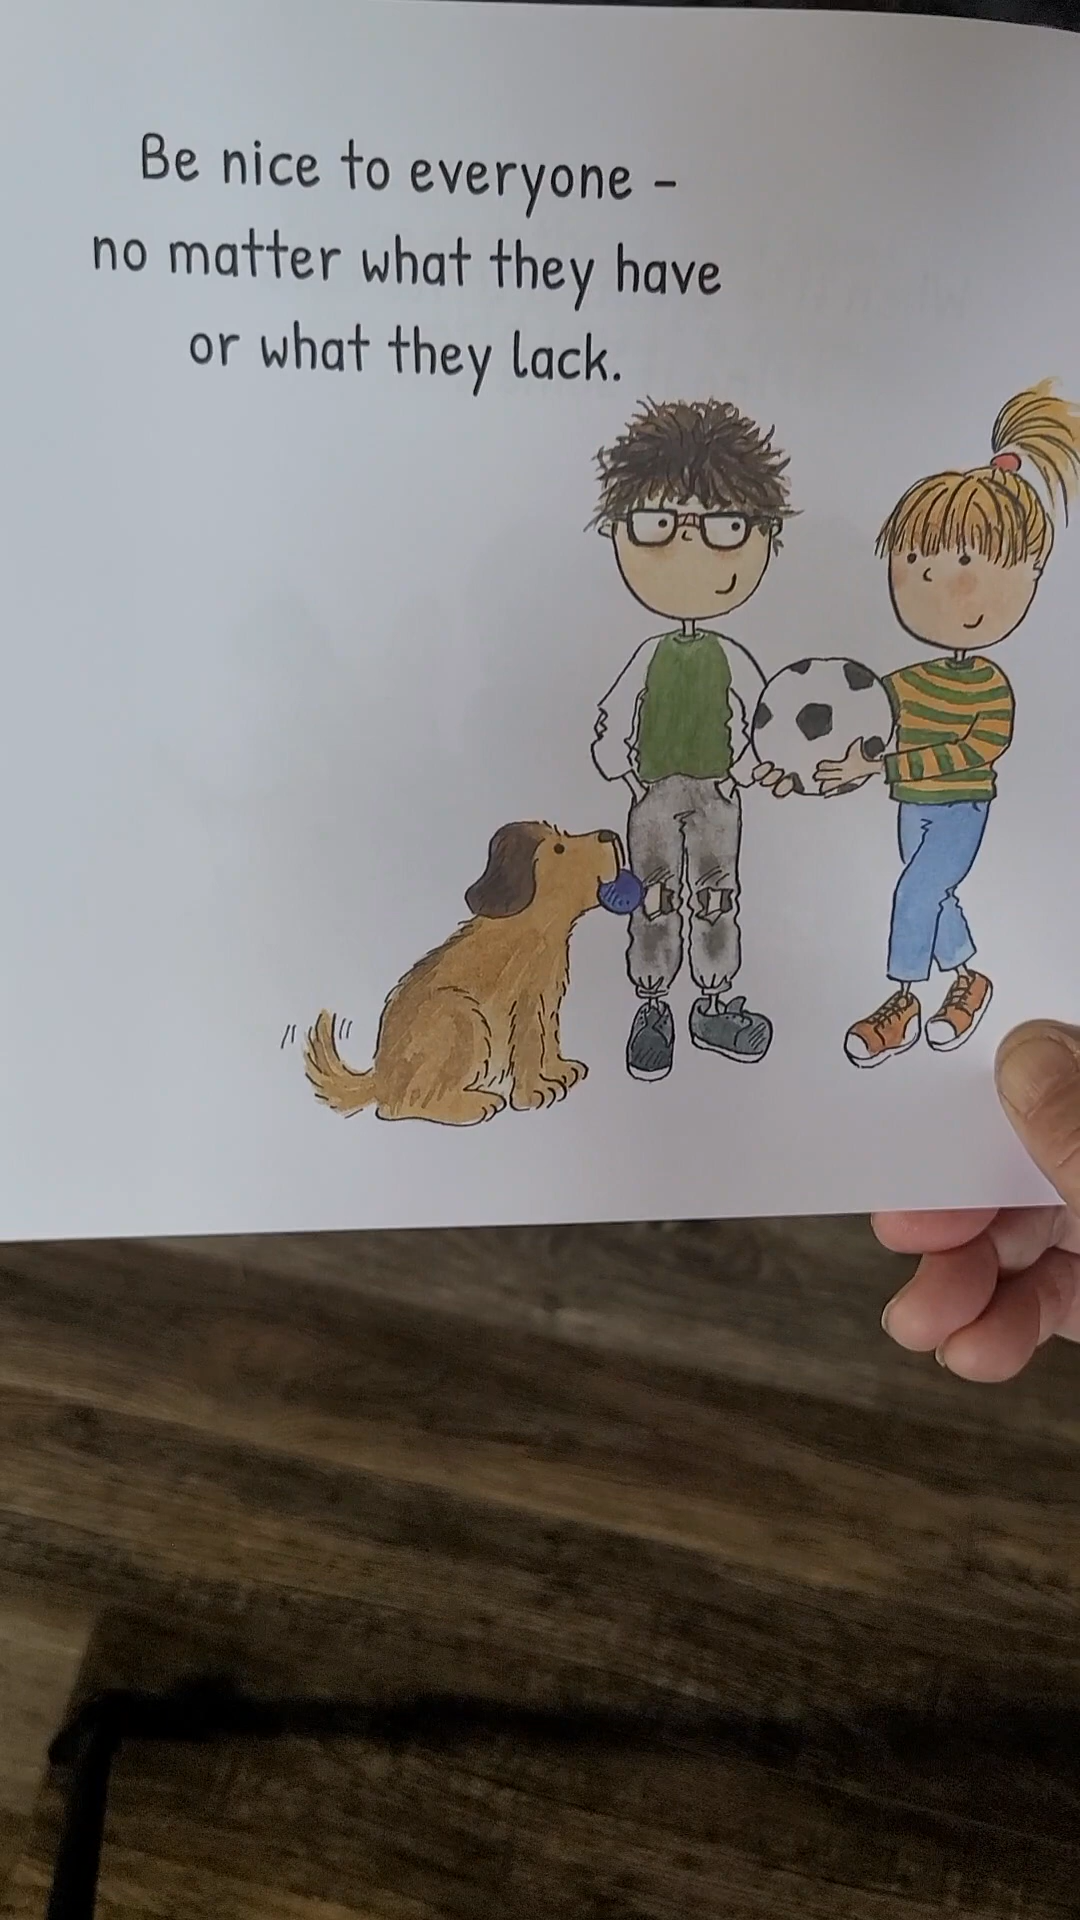 Be nice to everyone –
no matter what they have
or what they lack.